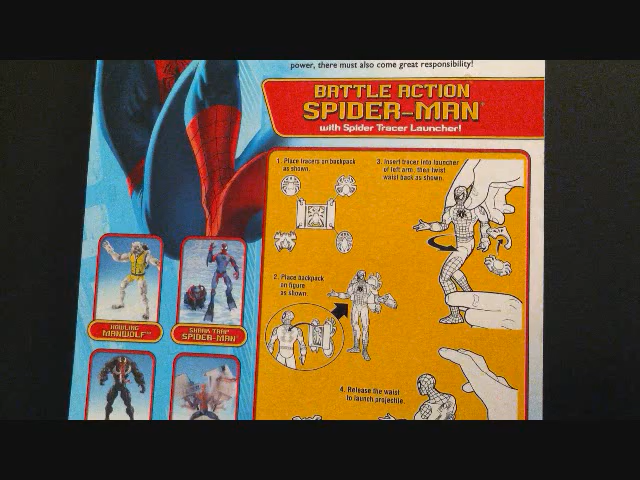 power, there must also come great responsibility!
BATTLE ACTION
SPIDER-MAN®
with Spider Tracer Launcher!
1. Place tracers on backpack
as shown.
3. Insert tracer into launcher
of left arm, then twist
waist back as shown.
2. Place backpack
on figure
as shown.
HOWLING
MANWOLF™
SHARK TRAP
SPIDER-MAN
4. Release the waist
to launch projectile.